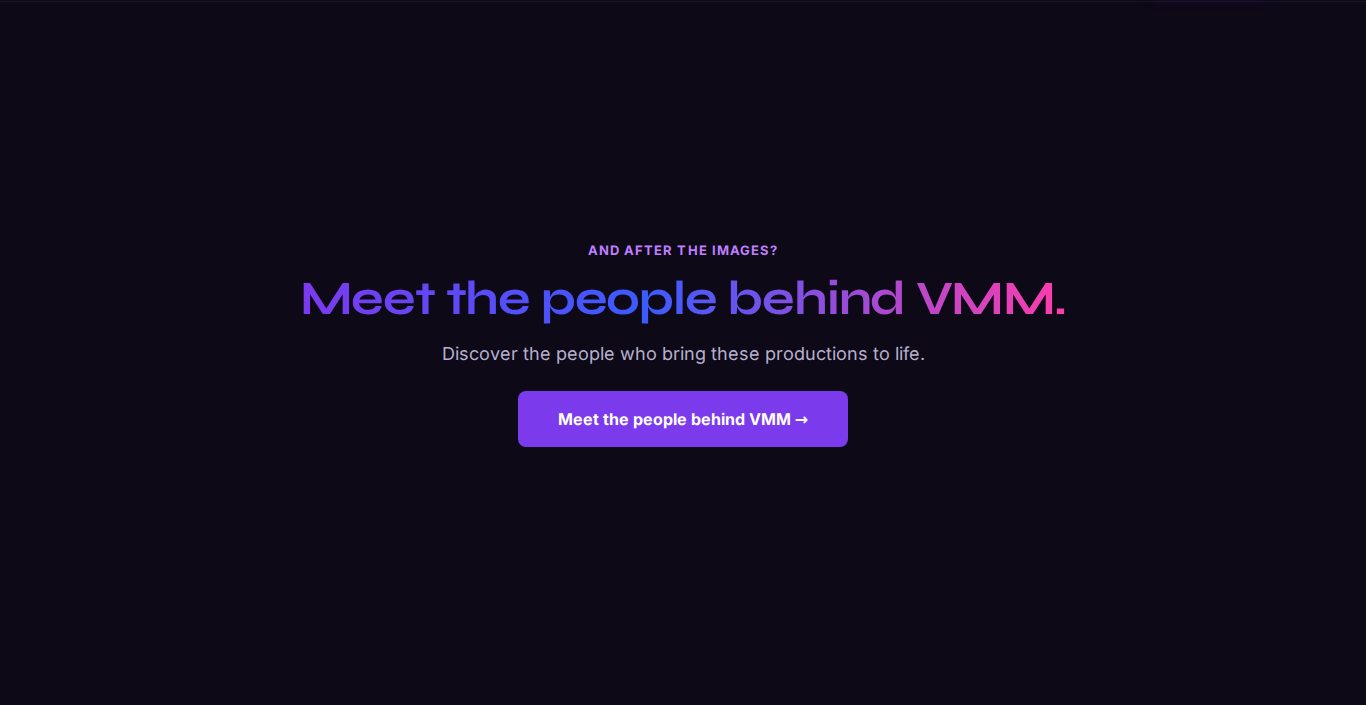 AND AFTER THE IMAGES?
Meet the people behind VMM.
Discover the people who bring these productions to life.
Meet the people behind VMM →